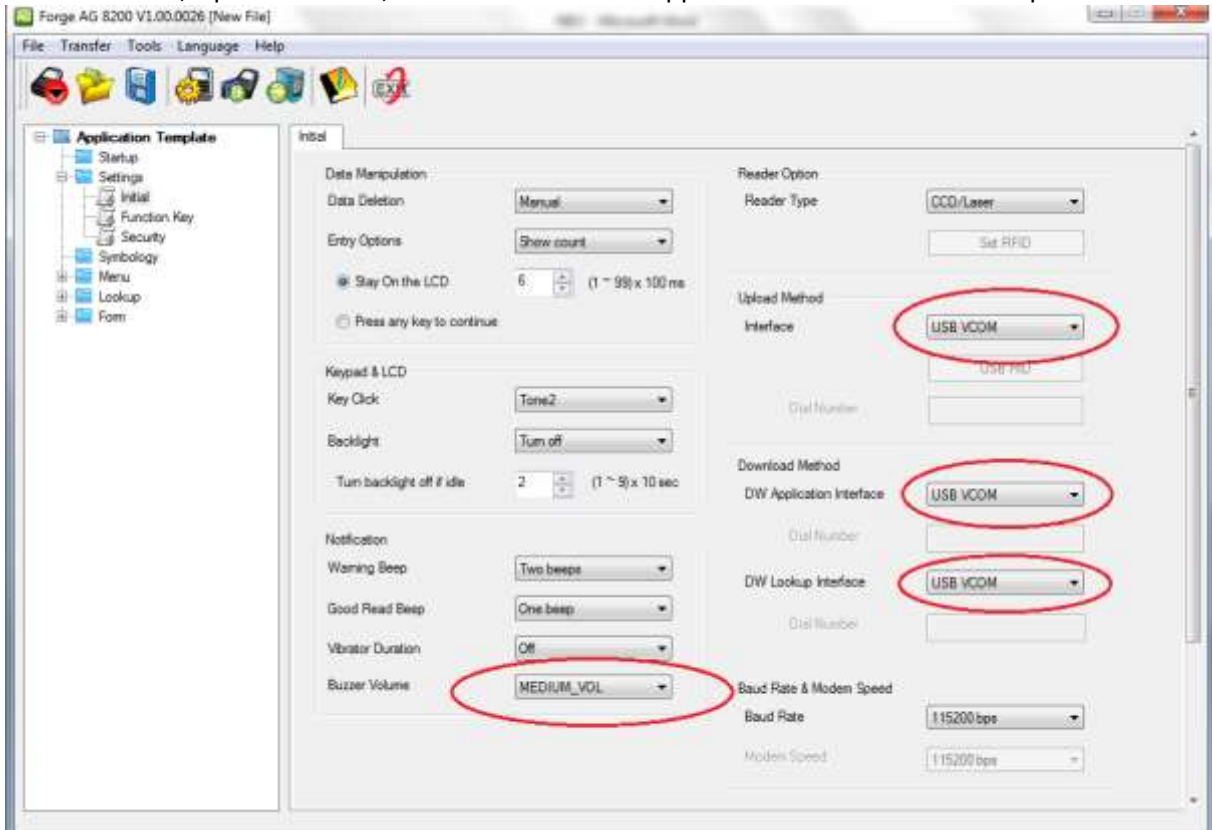 Forge AG 8200 V1.00.0026 [New File]
File Transfer Tools Language Help
EXIT
Application Template
Startup
Settings
Initial
Function Key
Security
Symbology
Menu
Lookup
Form
Initial
Data Manipulation
Data Deletion Manual
Entry Options Show count
Stay On the LCD 6 (1 ~ 99) x 100 ms
Press any key to continue
Keypad & LCD
Key Click Tone2
Backlight Turn off
Turn backlight off if idle 2 (1 ~ 9) x 10 sec
Notification
Warning Beep Two beeps
Good Read Beep One beep
Vibrator Duration Off
Buzzer Volume MEDIUM_VOL
Reader Option
Reader Type CCD/Laser
Set RFID
Upload Method
Interface USB VCOM
USB HID
Dial Number
Download Method
DW Application Interface USB VCOM
Dial Number
DW Lookup Interface USB VCOM
Dial Number
Baud Rate & Modem Speed
Baud Rate 115200 bps
Modem Speed 115200 bps